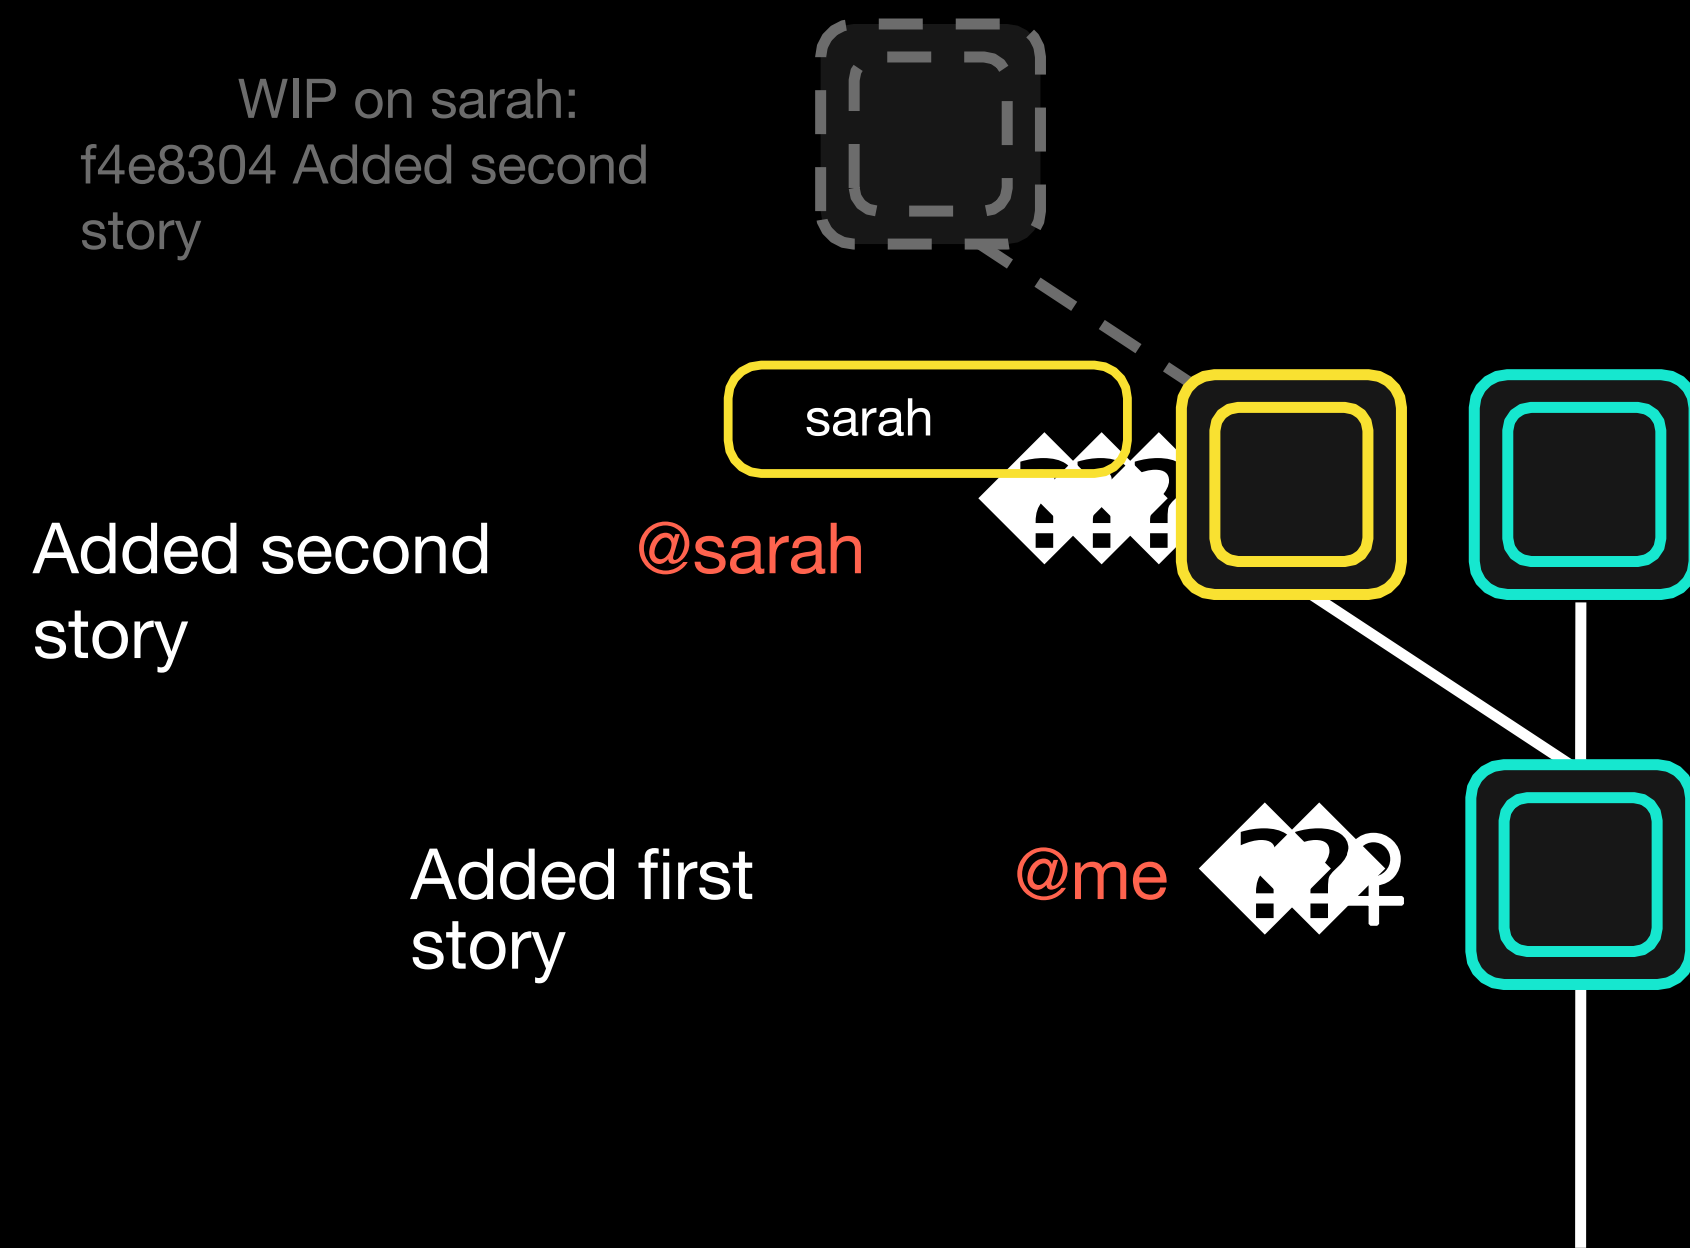 WIP on sarah:
f4e8304 Added second
story
sarah
Added second
story
@sarah
Added first
story
@me